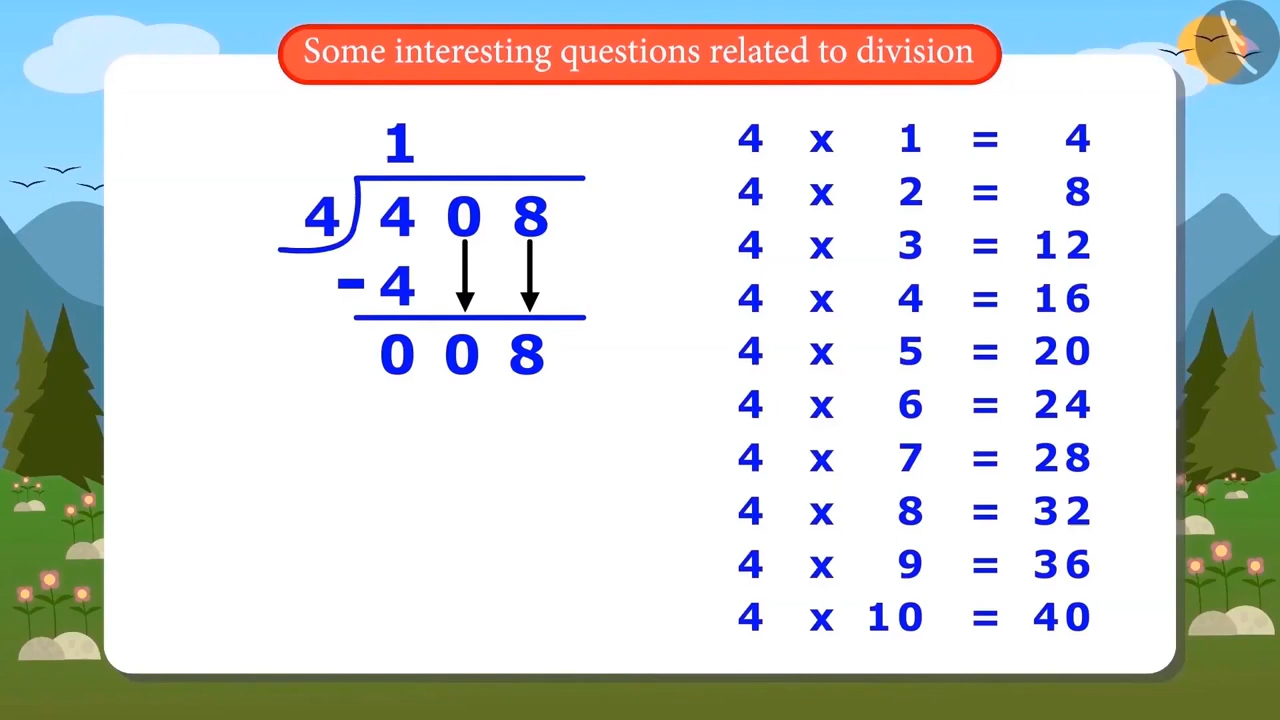 Some interesting questions related to division
1
4 4 0 8
- 4
0 0 8
4 x 1 = 4
4 x 2 = 8
4 x 3 = 12
4 x 4 = 16
4 x 5 = 20
4 x 6 = 24
4 x 7 = 28
4 x 8 = 32
4 x 9 = 36
4 x 10 = 40